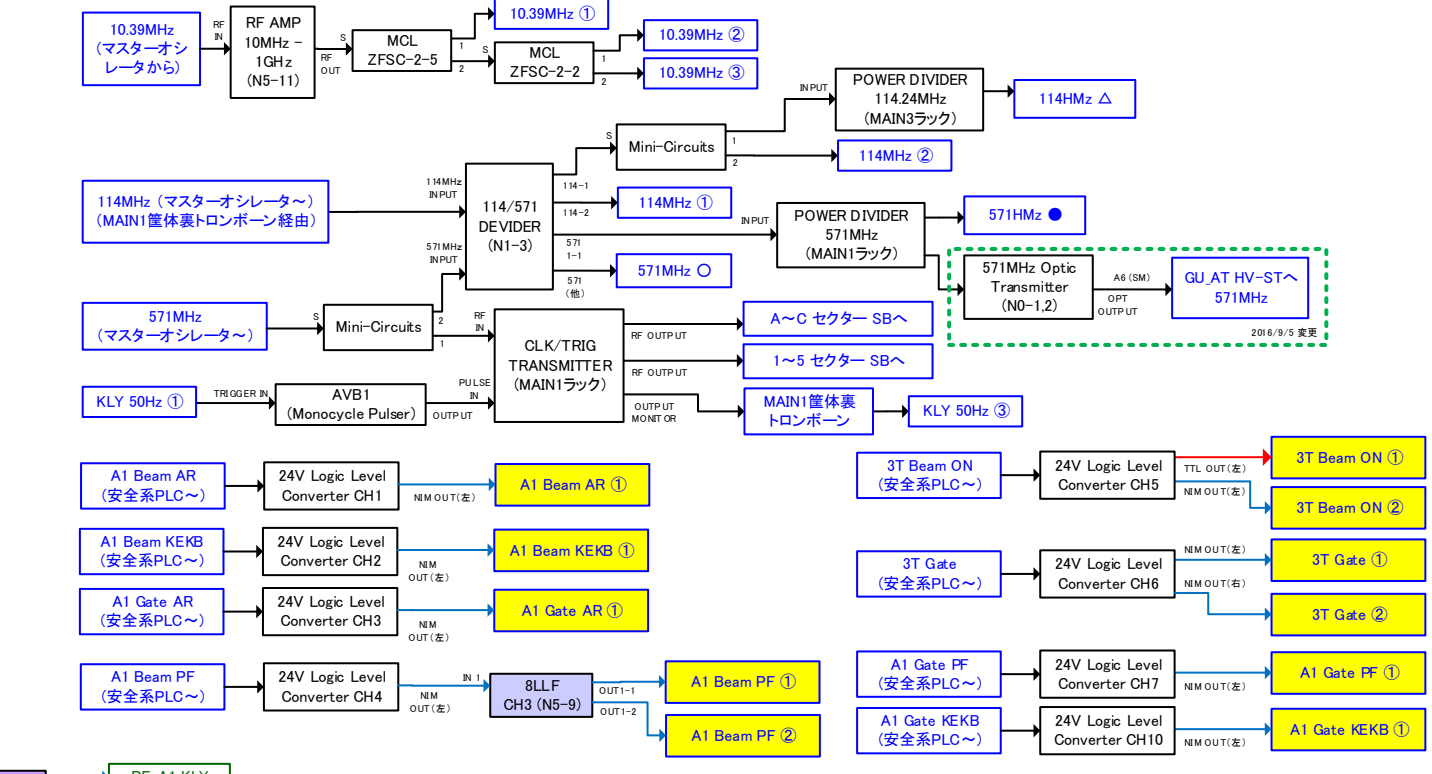 10.39MHz
(マスターオシ
レータから)
RF
IN
RF AMP
10MHz -
1GHz
(N5-11)
RF
OUT
S
MCL
ZFSC-2-5
1
2
10.39MHz ①
S
MCL
ZFSC-2-2
1
2
10.39MHz ②
10.39MHz ③
INPUT
POWER DIVIDER
114.24MHz
(MAIN3ラック)
114HMz △
S
Mini-Circuits
1
2
114MHz ②
114MHz (マスターオシレータ～)
(MAIN1筐体裏トロンボーン経由)
114MHz
INPUT
571MHz
INPUT
114/571
DEVIDER
(N1-3)
114-1
114-2
571
1-1
571
(他)
114MHz ①
571MHz ○
INPUT
POWER DIVIDER
571MHz
(MAIN1ラック)
571HMz ●
571MHz Optic
Transmitter
(N0-1,2)
A6 (SM)
OPT
OUTPUT
GU_AT HV-STへ
571MHz
2016/9/5 変更
571MHz
(マスターオシレータ～)
S
Mini-Circuits
2
1
RF
IN
CLK/TRIG
TRANSMITTER
(MAIN1ラック)
RF OUTPUT
A～C セクター SBへ
RF OUTPUT
1～5 セクター SBへ
KLY 50Hz ①
TRIGGER IN
AVB1
(Monocycle Pulser)
OUTPUT
PULSE
IN
OUTPUT
MONITOR
MAIN1筐体裏
トロンボーン
KLY 50Hz ③
A1 Beam AR
(安全系PLC～)
24V Logic Level
Converter CH1
NIM OUT(左)
A1 Beam AR ①
A1 Beam KEKB
(安全系PLC～)
24V Logic Level
Converter CH2
NIM
OUT(左)
A1 Beam KEKB ①
A1 Gate AR
(安全系PLC～)
24V Logic Level
Converter CH3
NIM
OUT(左)
A1 Gate AR ①
A1 Beam PF
(安全系PLC～)
24V Logic Level
Converter CH4
NIM
OUT(左)
IN 1
8LLF
CH3 (N5-9)
OUT1-1
OUT1-2
A1 Beam PF ①
A1 Beam PF ②
3T Beam ON
(安全系PLC～)
24V Logic Level
Converter CH5
TTL OUT(左)
NIM OUT(左)
3T Beam ON ①
3T Beam ON ②
3T Gate
(安全系PLC～)
24V Logic Level
Converter CH6
NIM OUT(左)
NIM OUT(右)
3T Gate ①
3T Gate ②
A1 Gate PF
(安全系PLC～)
24V Logic Level
Converter CH7
NIM OUT(左)
A1 Gate PF ①
A1 Gate KEKB
(安全系PLC～)
24V Logic Level
Converter CH10
NIM OUT(左)
A1 Gate KEKB ①